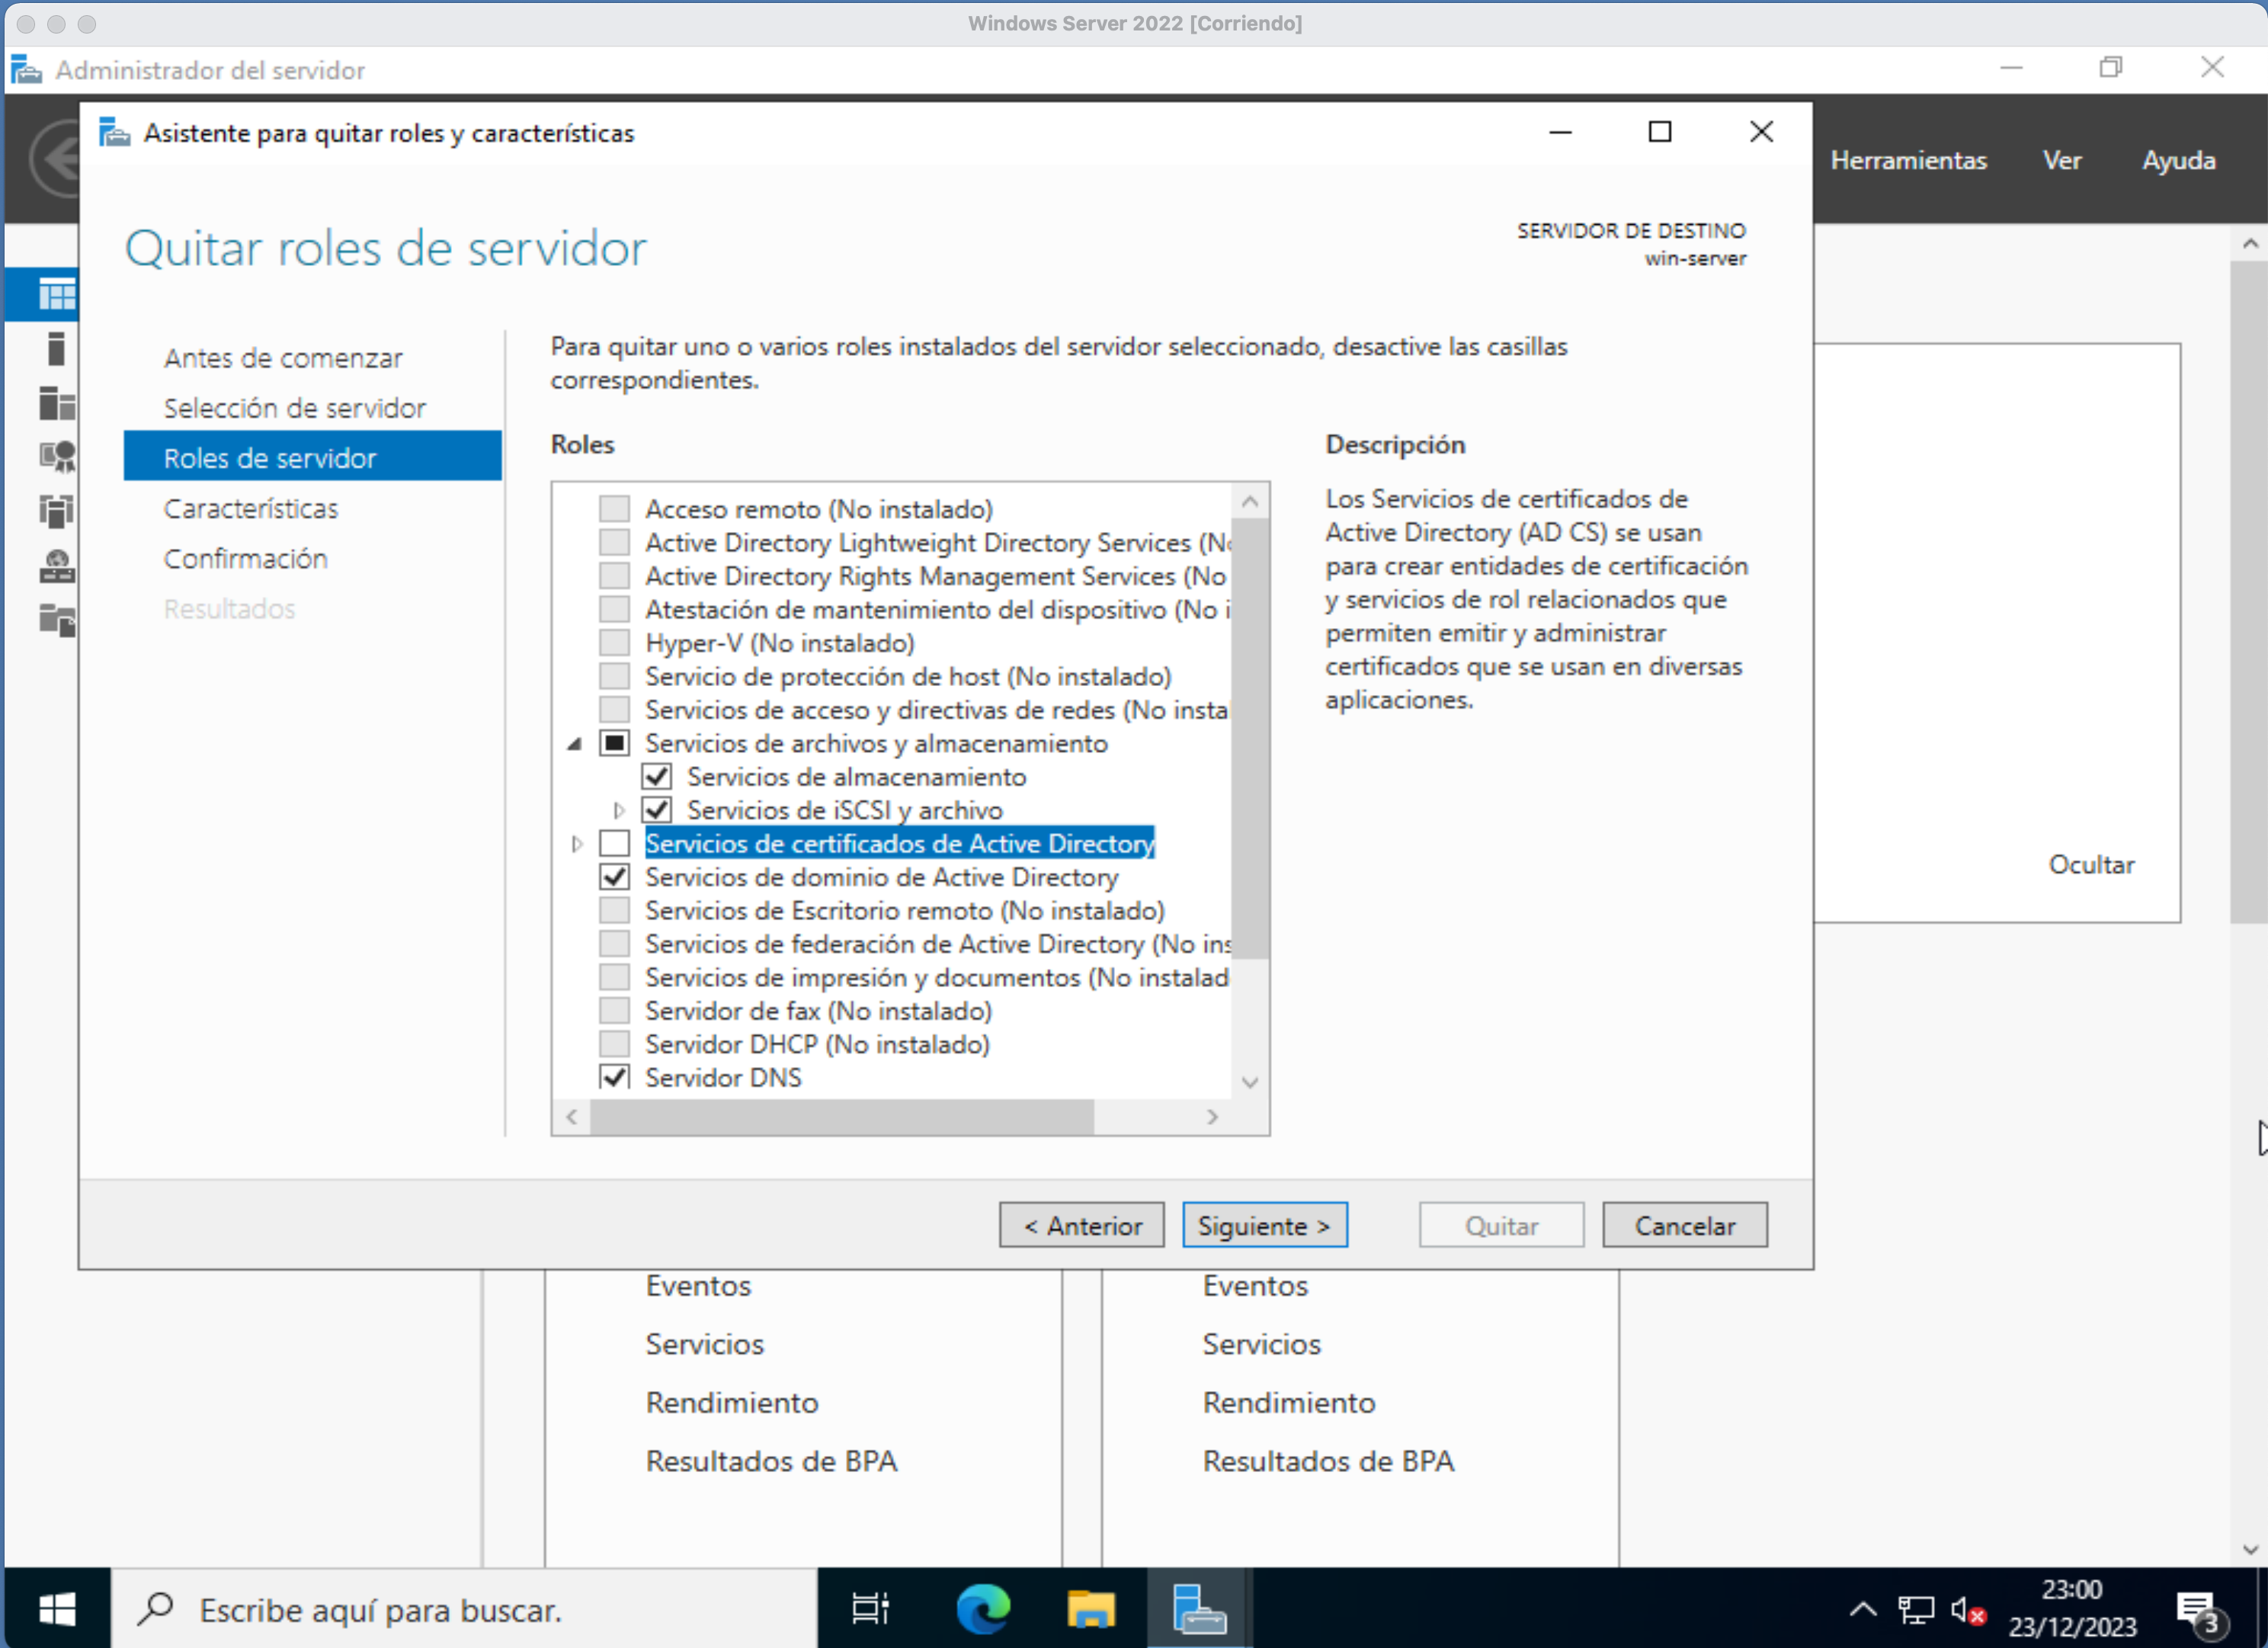 Windows Server 2022 [Corriendo]
Administrador del servidor
Asistente para quitar roles y características
Herramientas Ver Ayuda
Quitar roles de servidor
SERVIDOR DE DESTINO
win-server
Antes de comenzar
Selección de servidor
Roles de servidor
Características
Confirmación
Resultados
Para quitar uno o varios roles instalados del servidor seleccionado, desactive las casillas
correspondientes.
Roles
Acceso remoto (No instalado)
Active Directory Lightweight Directory Services (No
Active Directory Rights Management Services (No
Atestación de mantenimiento del dispositivo (No i
Hyper-V (No instalado)
Servicio de protección de host (No instalado)
Servicios de acceso y directivas de redes (No insta
Servicios de archivos y almacenamiento
Servicios de almacenamiento
Servicios de iSCSI y archivo
Servicios de certificados de Active Directory
Servicios de dominio de Active Directory
Servicios de Escritorio remoto (No instalado)
Servicios de federación de Active Directory (No ins
Servicios de impresión y documentos (No instalad
Servidor de fax (No instalado)
Servidor DHCP (No instalado)
Servidor DNS
Descripción
Los Servicios de certificados de
Active Directory (AD CS) se usan
para crear entidades de certificación
y servicios de rol relacionados que
permiten emitir y administrar
certificados que se usan en diversas
aplicaciones.
Ocultar
< Anterior
Siguiente >
Quitar
Cancelar
Eventos
Servicios
Rendimiento
Resultados de BPA
Eventos
Servicios
Rendimiento
Resultados de BPA
Escribe aquí para buscar.
23:00
23/12/2023
3